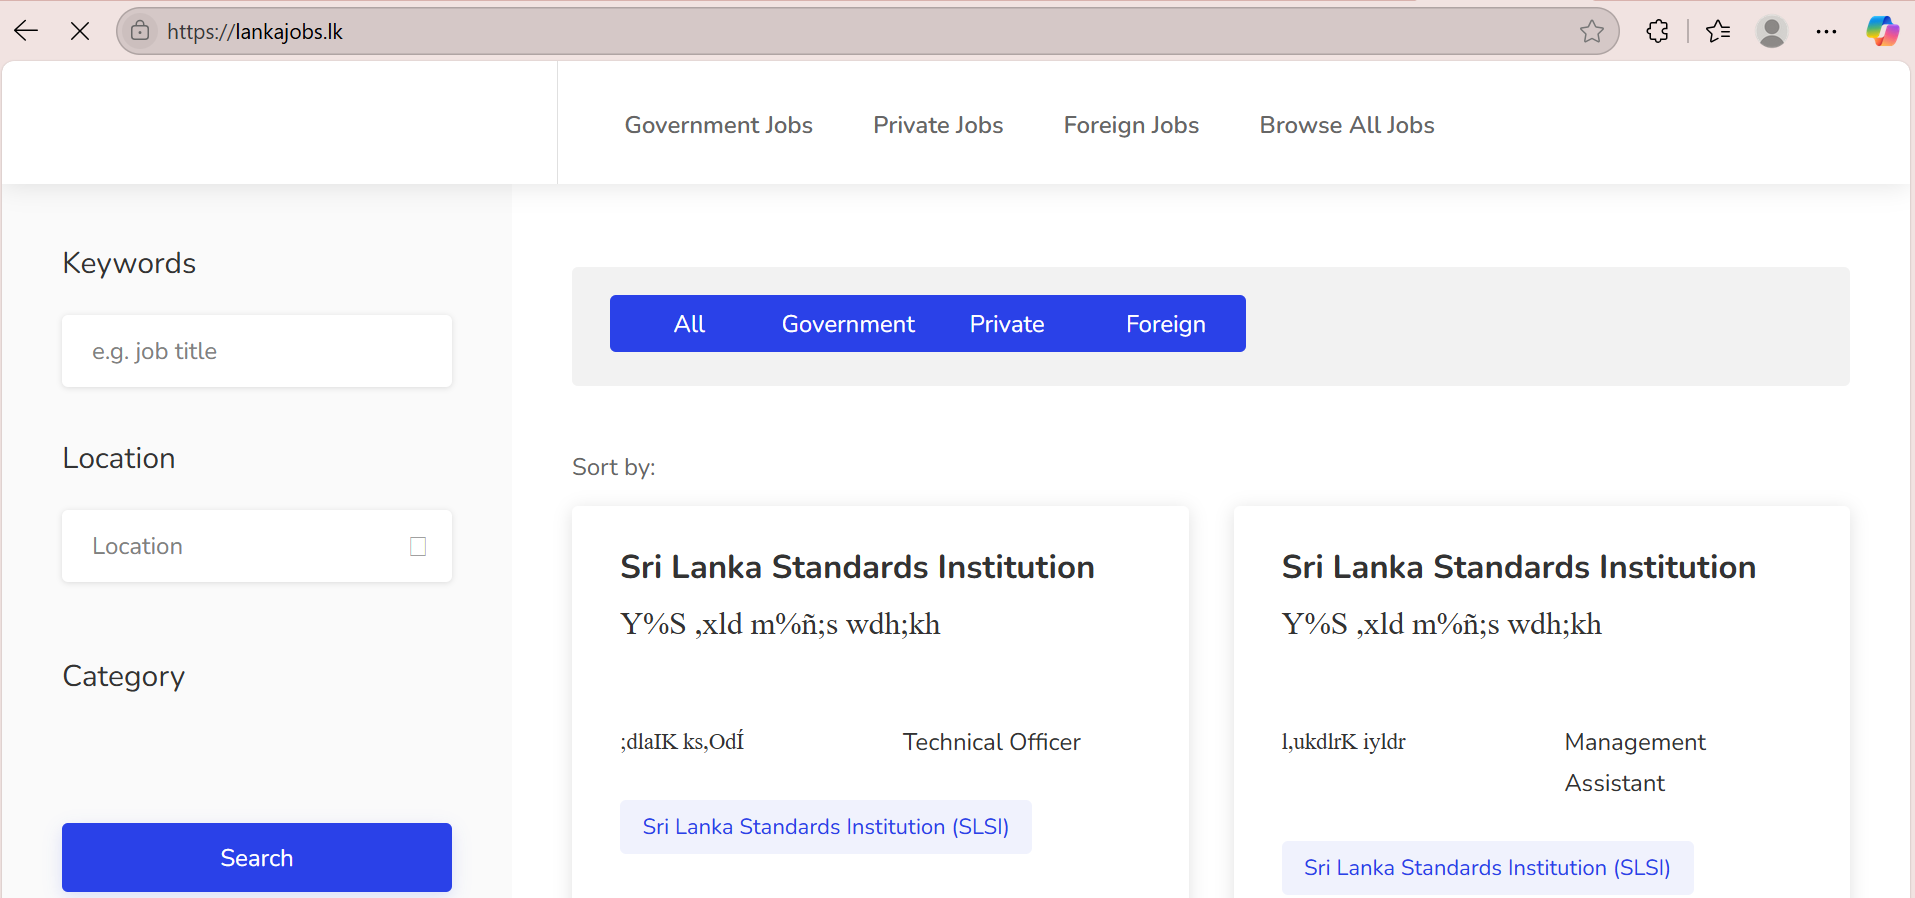 https://lankajobs.lk
Government Jobs Private Jobs Foreign Jobs Browse All Jobs
Keywords
e.g. job title
Location
Location
Category
Search
All Government Private Foreign
Sort by:
Sri Lanka Standards Institution
Y%S ,xld m%ñ;s wdh;kh
;dlaIK ks,OdÍ
Technical Officer
Sri Lanka Standards Institution (SLSI)
Sri Lanka Standards Institution
Y%S ,xld m%ñ;s wdh;kh
l,ukdlrK iyldr
Management
Assistant
Sri Lanka Standards Institution (SLSI)